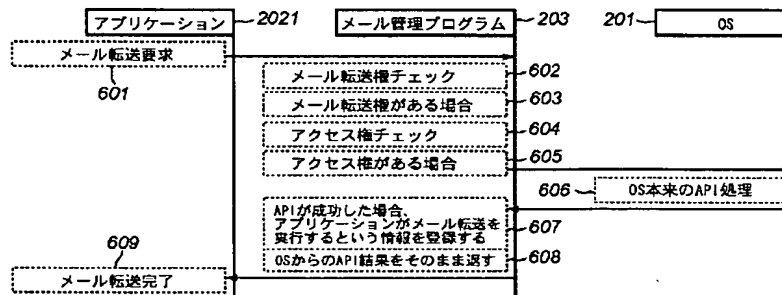 アプリケーション 2021 メール管理プログラム 203 201 OS
メール転送要求
601
メール転送権チェック 602
メール転送権がある場合 603
アクセス権チェック 604
アクセス権がある場合 605
606 OS本来のAPI処理
APIが成功した場合、
アプリケーションがメール転送を
実行するという情報を登録する
607
OSからのAPI結果をそのまま返す 608
609
メール転送完了